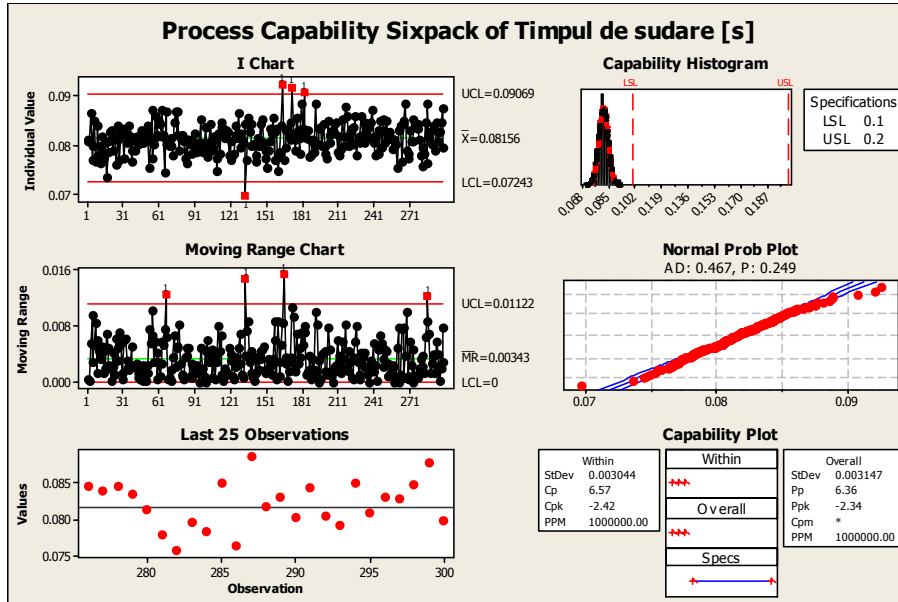 Process Capability Sixpack of Timpul de sudare [s]
I Chart
Individual Value
0.09
0.08
0.07
1 31 61 91 121 151 181 211 241 271
1 1 1
1
UCL=0.09069
X=0.08156
LCL=0.07243
Capability Histogram
LSL USL
0.068 0.085 0.102 0.119 0.136 0.153 0.170 0.187
Specifications
LSL 0.1
USL 0.2
Moving Range Chart
Moving Range
0.016
0.008
0.000
1 31 61 91 121 151 181 211 241 271
1 1 1 1
UCL=0.01122
MR=0.00343
LCL=0
Normal Prob Plot
AD: 0.467, P: 0.249
0.07 0.08 0.09
Last 25 Observations
Values
0.085
0.080
0.075
280 285 290 295 300
Observation
Capability Plot
Within
StDev 0.003044
Cp 6.57
Cpk -2.42
PPM 1000000.00
Within
Overall
Specs
Overall
StDev 0.003147
Pp 6.36
Ppk -2.34
Cpm *
PPM 1000000.00